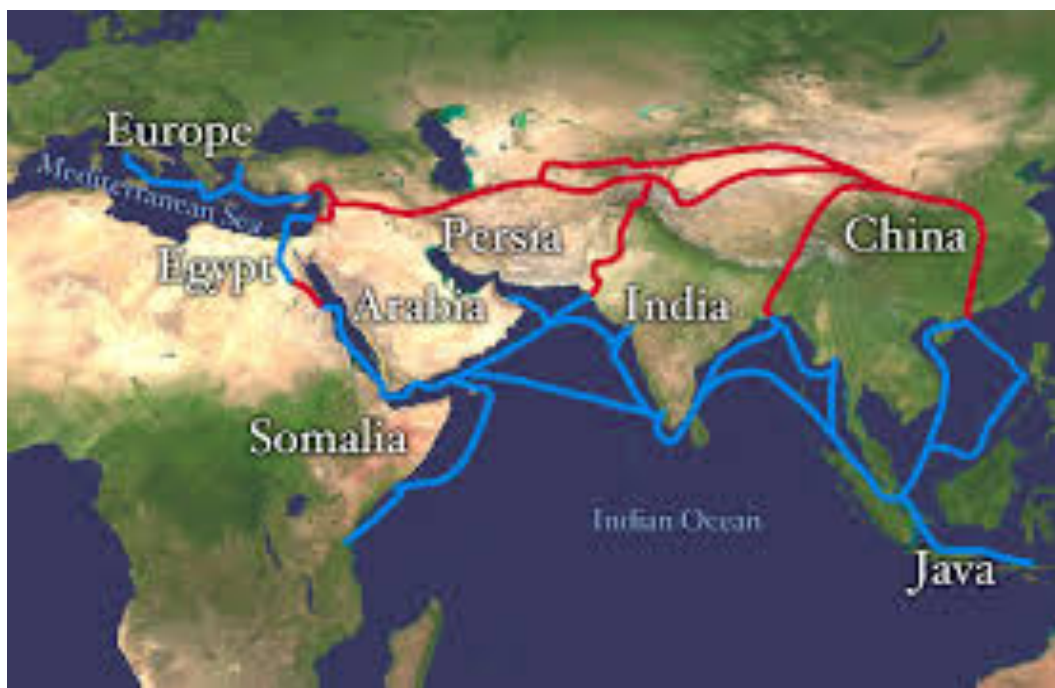 Europe
Mediterranean Sea
Egypt
Persia
China
Arabia
India
Somalia
Indian Ocean
Java